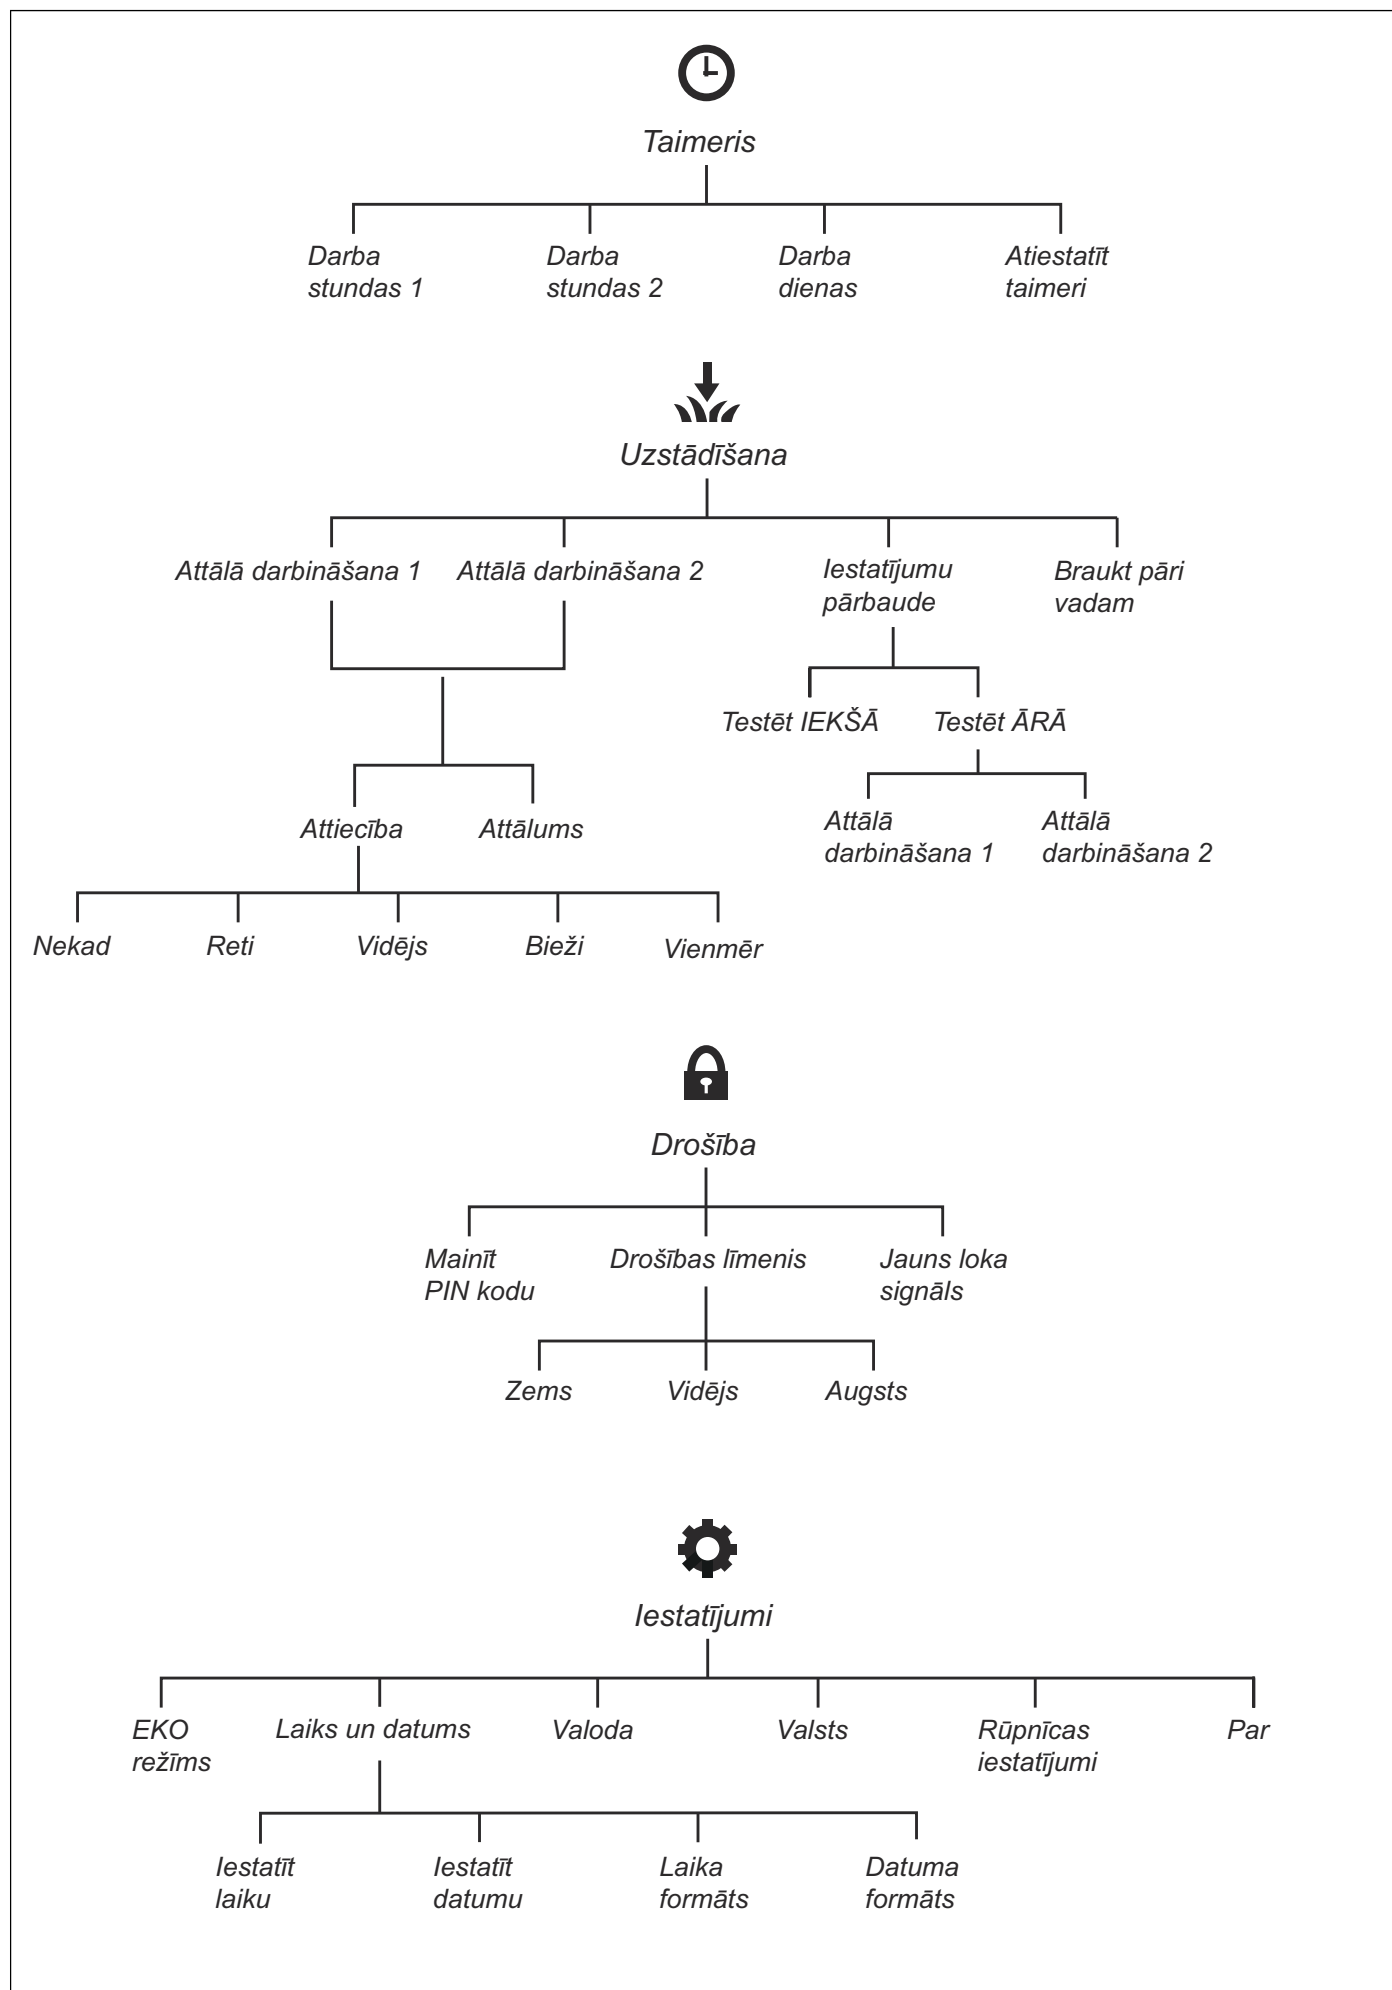 Taimeris
Darba
stundas 1
Darba
stundas 2
Darba
dienas
Atiestatīt
taimeri
Uzstādīšana
Attālā darbināšana 1
Attālā darbināšana 2
Iestatījumu
pārbaude
Braukt pāri
vadam
Testēt IEKŠĀ
Testēt ĀRĀ
Attiecība
Attālums
Attālā
darbināšana 1
Attālā
darbināšana 2
Nekad
Reti
Vidējs
Bieži
Vienmēr
Drošība
Mainīt
PIN kodu
Drošības līmenis
Jauns loka
signāls
Zems
Vidējs
Augsts
Iestatījumi
EKO
režīms
Laiks un datums
Valoda
Valsts
Rūpnīcas
iestatījumi
Par
Iestatīt
laiku
Iestatīt
datumu
Laika
formāts
Datuma
formāts